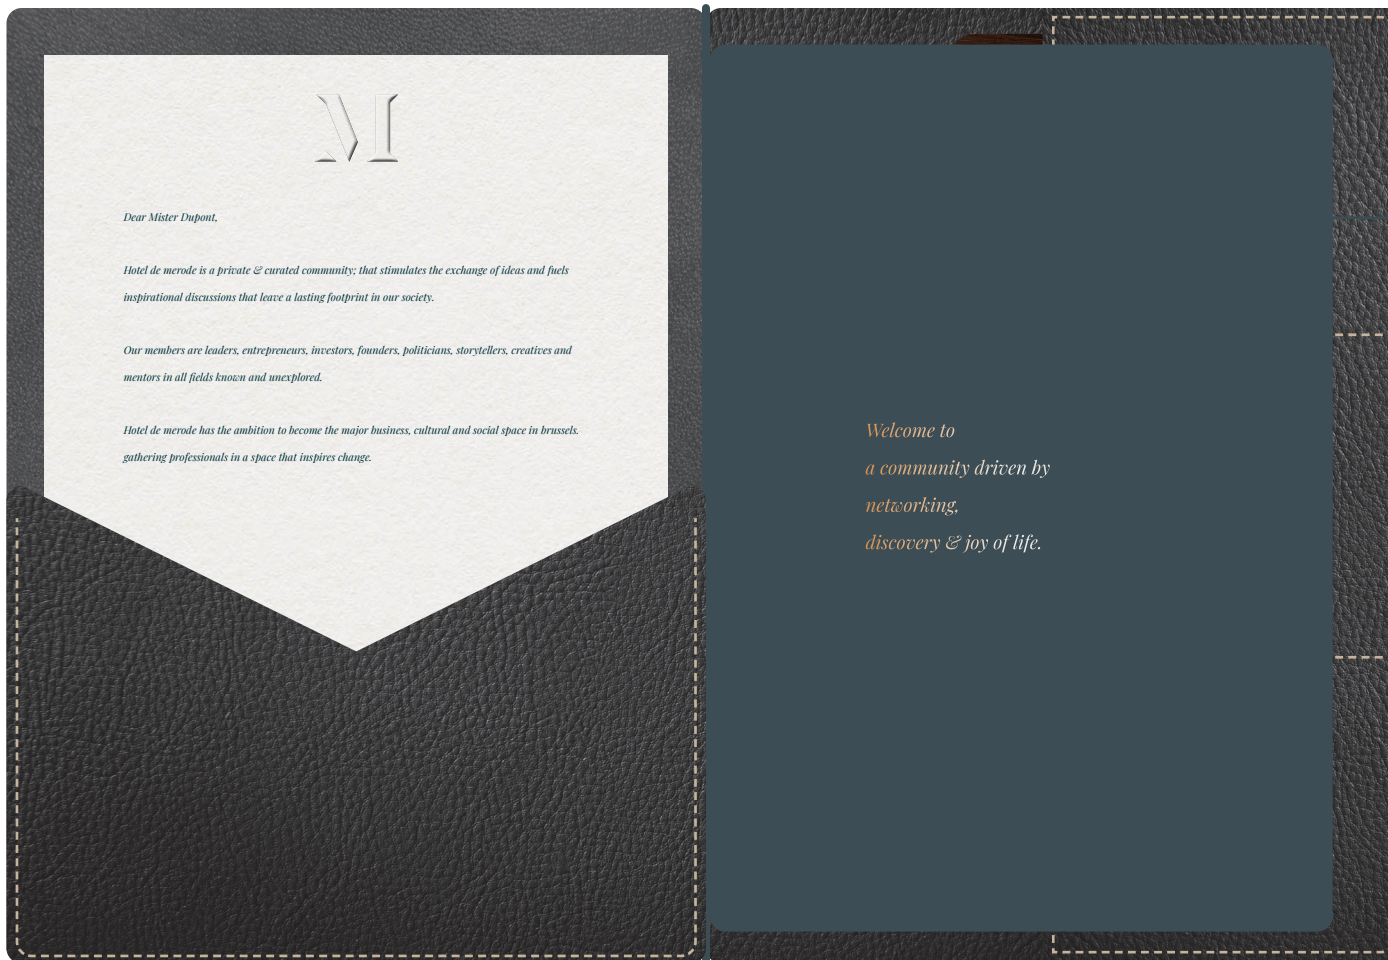 M
Dear Mister Dupont,
Hotel de merode is a private & curated community; that stimulates the exchange of ideas and fuels
inspirational discussions that leave a lasting footprint in our society.
Our members are leaders, entrepreneurs, investors, founders, politicians, storytellers, creatives and
mentors in all fields known and unexplored.
Hotel de merode has the ambition to become the major business, cultural and social space in brussels.
gathering professionals in a space that inspires change.
Welcome to
a community driven by
networking,
discovery & joy of life.